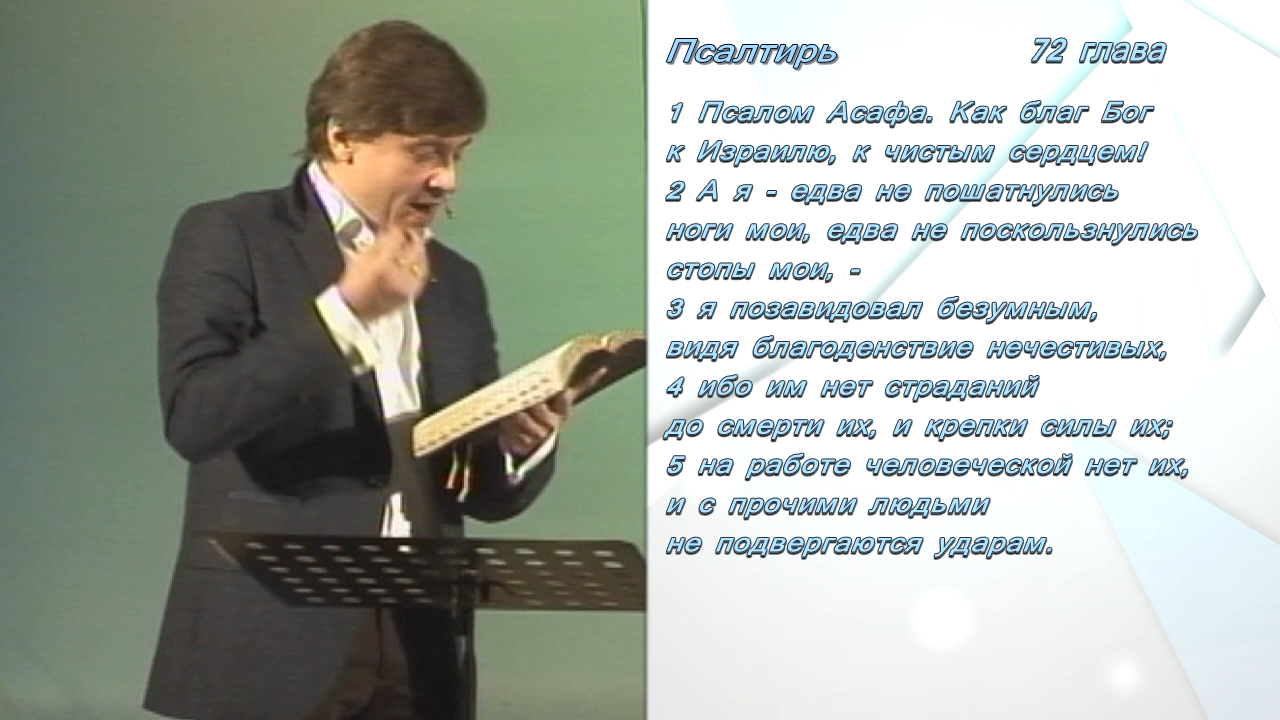 Псалтирь 72 глава
1 Псалом Асафа. Как благ Бог
к Израилю, к чистым сердцем!
2 А я - едва не пошатнулись
ноги мои, едва не поскользнулись
стопы мои, -
3 я позавидовал безумным,
видя благоденствие нечестивых,
4 ибо им нет страданий
до смерти их, и крепки силы их;
5 на работе человеческой нет их,
и с прочими людьми
не подвергаются ударам.